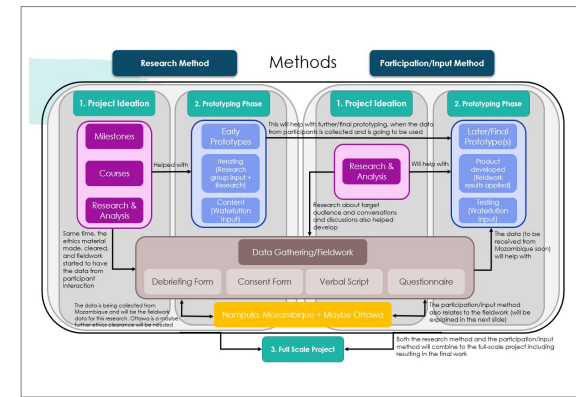 Methods
Research Method
Participation/Input Method
1. Project Ideation
2. Prototyping Phase
1. Project Ideation
2. Prototyping Phase
This will help with further/final prototyping, when the data
from participants is collected and is going to be used
Milestones
Courses
Research &
Analysis
Helped with
Early
Prototypes
Iterating
(Research
group input +
Research)
Content
(Watertution
Input)
Research &
Analysis
Will help with
Later/Final
Prototype(s)
Product
developed
(fieldwork
results applied)
Testing
(Watertution
Input)
Research about target
audience and conversations
and discussions also helped
develop
Same time, the
ethics material
made, cleared,
and fieldwork
started to have
the data from
participant
interaction
The data (to be
received from
Mozambique soon)
will help with
Data Gathering/Fieldwork
Debriefing Form
Consent Form
Verbal Script
Questionnaire
The data is being collected from
Mozambique and will be the fieldwork
data for this research. Ottawa is a maybe,
further ethics clearance will be needed
Nampula, Mozambique + Maybe Ottawa
The participation/input method
also relates to the fieldwork (will be
explained in the next slide)
3. Full Scale Project
Both the research method and the participation/input
method will combine to the full-scale project including
resulting in the final work